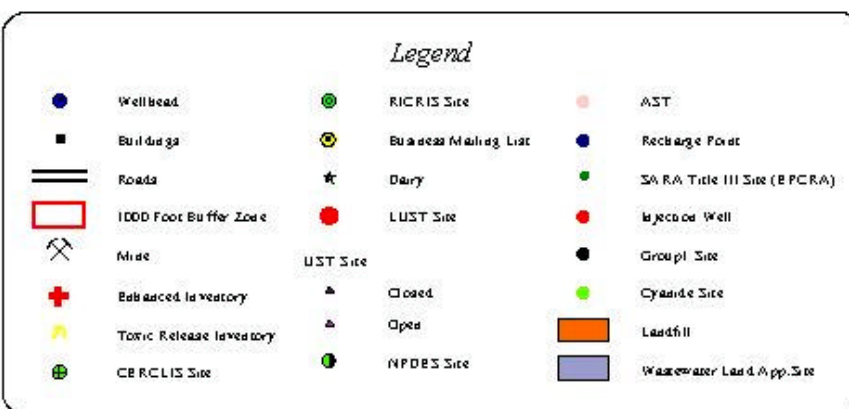 Legend
Wellhead
Buildings
Roads
1000 Foot Buffer Zone
Mine
Enhanced Inventory
Toxic Release Inventory
CERCLIS Site
RICRIS Site
Business Mailing List
Dairy
LUST Site
UST Site
Closed
Open
NPDES Site
AST
Recharge Point
SARA Title III Site (EPCRA)
Injection Well
Group1 Site
Cyanide Site
Landfill
Wastewater Land App.Site